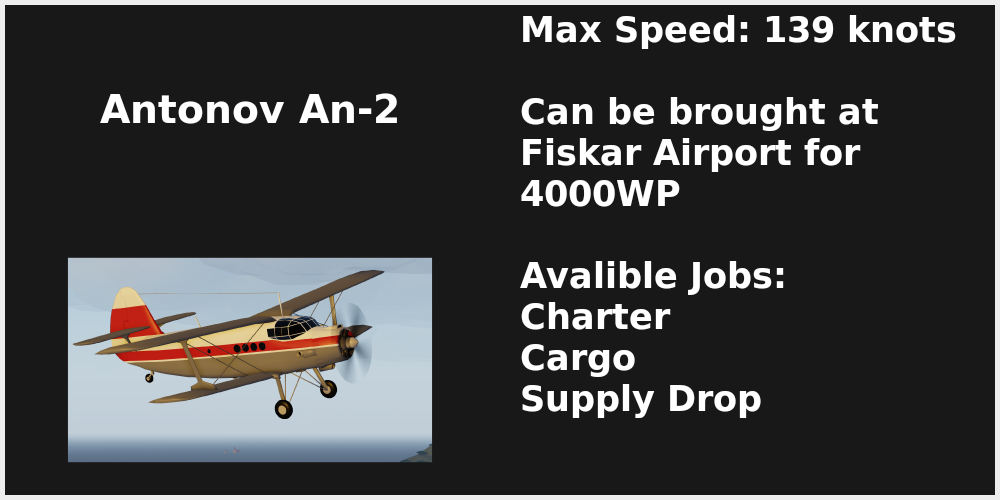 Antonov An-2
Max Speed: 139 knots
Can be brought at
Fiskar Airport for
4000WP
Avalible Jobs:
Charter
Cargo
Supply Drop